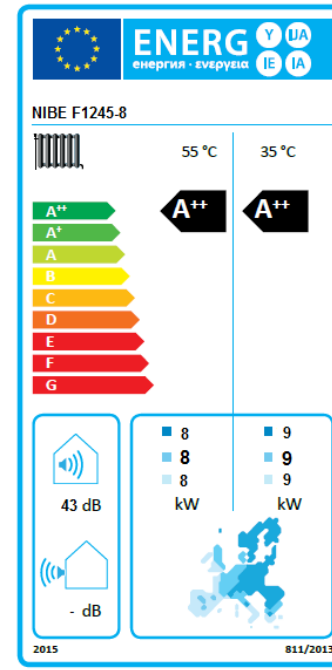 ENERG Y IJA
енергия · ενεργεια IE IA
NIBE F1245-8
55 °C 35 °C
A++ A++
A++
A+
A
B
C
D
E
F
G
43 dB
- dB
8 9
8 9
8 9
kW kW
2015 811/2013